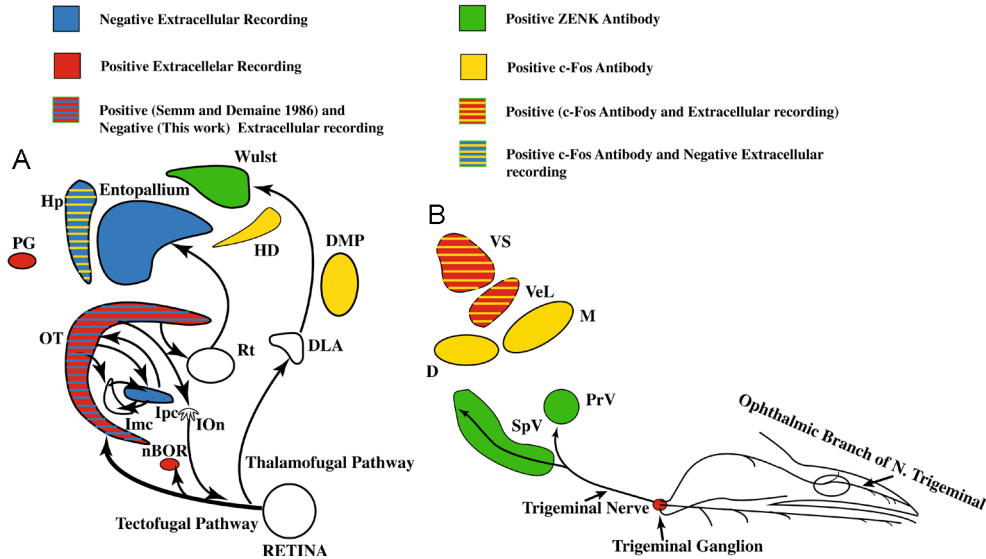 Negative Extracellular Recording
Positive Extracellelar Recording
Positive (Semm and Demaine 1986) and
Negative (This work) Extracellular recording
Positive ZENK Antibody
Positive c-Fos Antibody
Positive (c-Fos Antibody and Extracellular recording)
Positive c-Fos Antibody and Negative Extracellular
recording
A
Wulst
Entopallium
Hp
PG
HD
DMP
OT
Rt
DLA
Ipc
Imc
IOn
nBOR
Thalamofugal Pathway
Tectofugal Pathway
RETINA
B
VS
VeL
M
D
PrV
SpV
Ophthalmic Branch of N. Trigeminal
Trigeminal Nerve
Trigeminal Ganglion